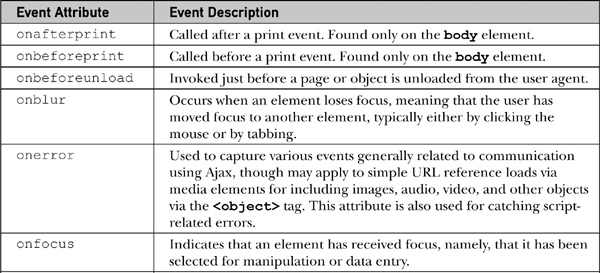 Event Attribute Event Description
onafterprint Called after a print event. Found only on the body element.
onbeforeprint Called before a print event. Found only on the body element.
onbeforeunload Invoked just before a page or object is unloaded from the user agent.
onblur Occurs when an element loses focus, meaning that the user has
moved focus to another element, typically either by clicking the
mouse or by tabbing.
onerror Used to capture various events generally related to communication
using Ajax, though may apply to simple URL reference loads via
media elements for including images, audio, video, and other objects
via the <object> tag. This attribute is also used for catching script-
related errors.
onfocus Indicates that an element has received focus, namely, that it has been
selected for manipulation or data entry.